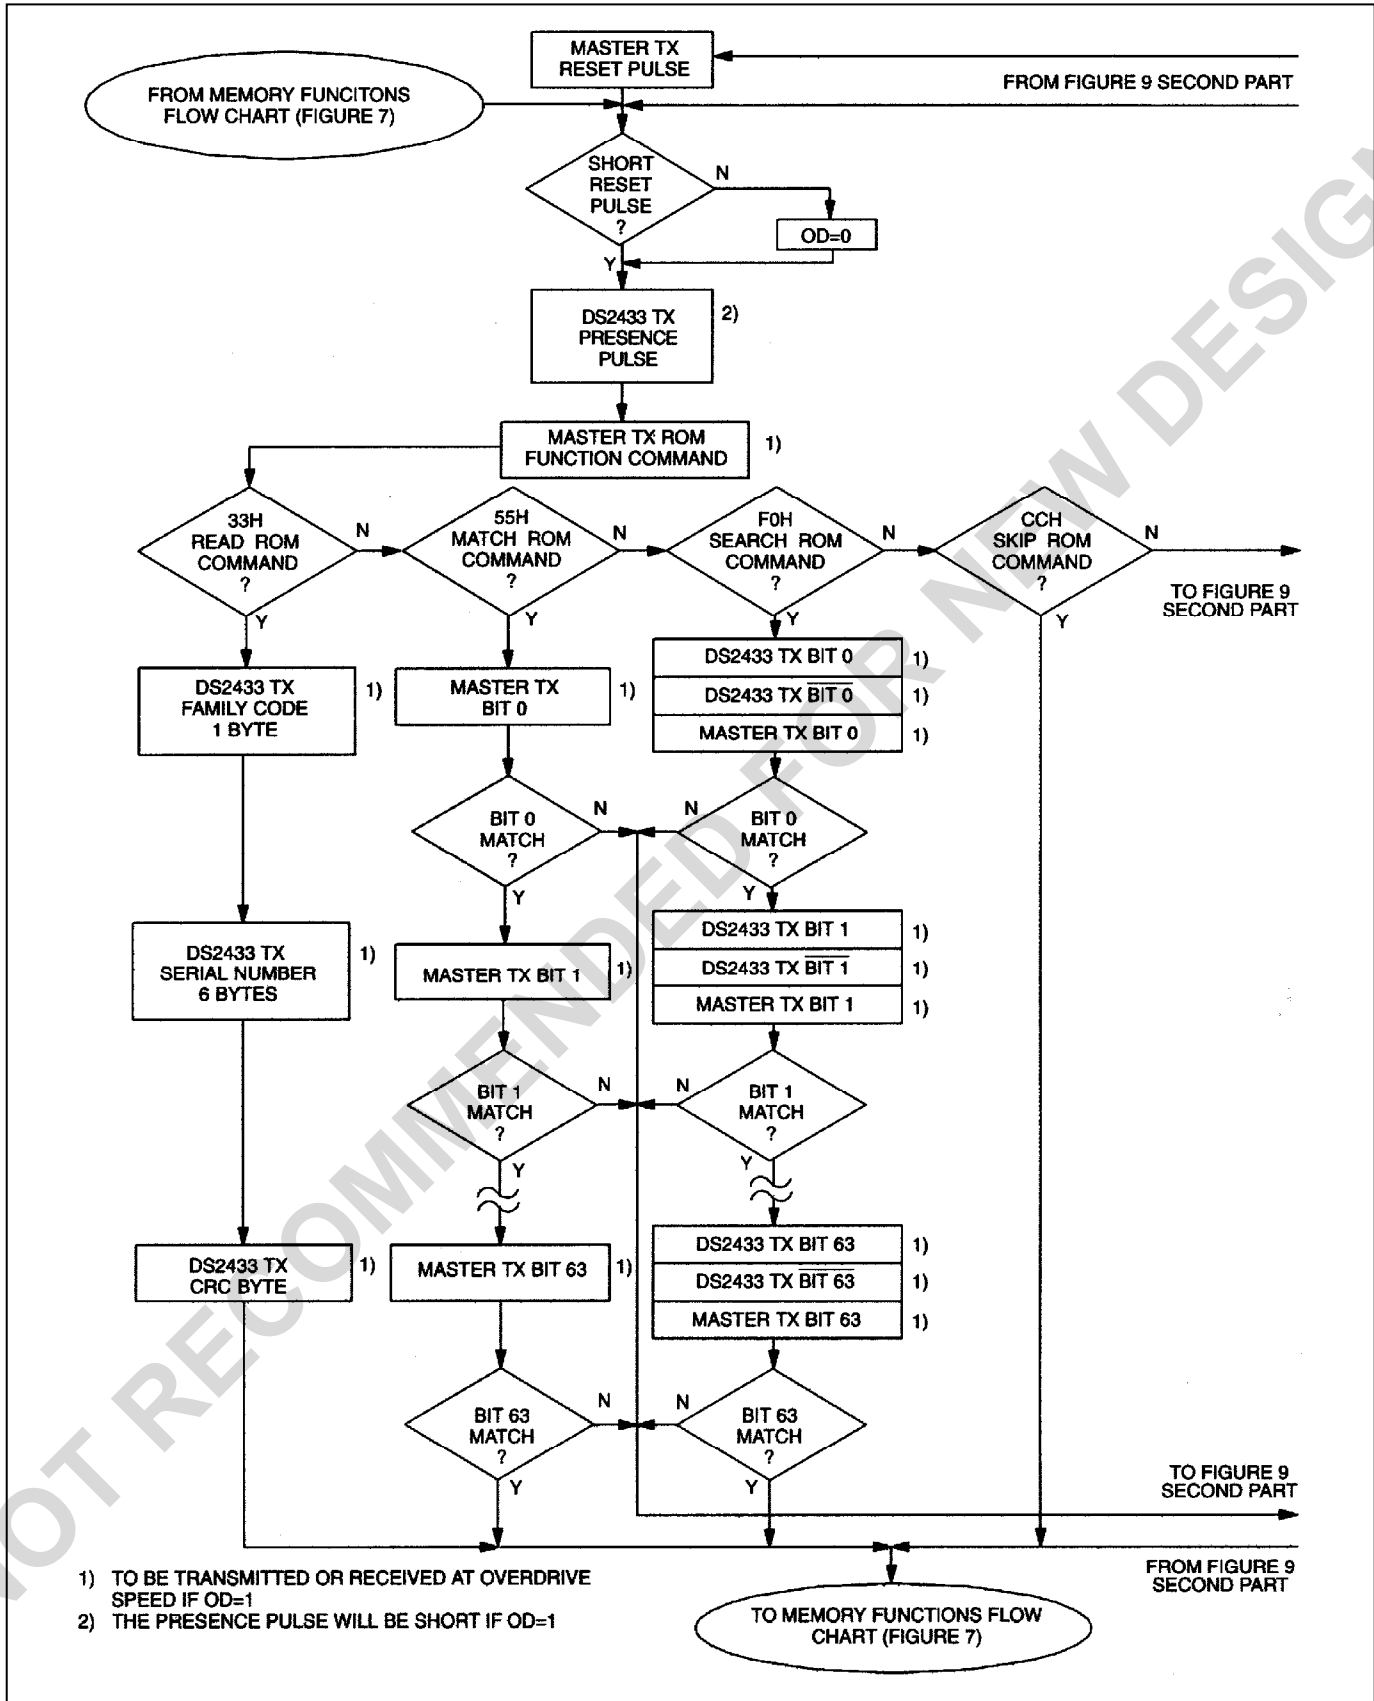 MASTER TX
RESET PULSE
FROM FIGURE 9 SECOND PART
FROM MEMORY FUNCITONS
FLOW CHART (FIGURE 7)
SHORT
RESET
PULSE
?
N
OD=0
Y
DS2433 TX
PRESENCE
PULSE
2)
MASTER TX ROM
FUNCTION COMMAND
1)
33H
READ ROM
COMMAND
?
N
Y
55H
MATCH ROM
COMMAND
?
N
Y
F0H
SEARCH ROM
COMMAND
?
N
Y
CCH
SKIP ROM
COMMAND
?
N
Y
TO FIGURE 9
SECOND PART
DS2433 TX
FAMILY CODE
1 BYTE
1)
MASTER TX
BIT 0
1)
DS2433 TX BIT 0
1)
DS2433 TX B̅I̅T̅ ̅0̅
1)
MASTER TX BIT 0
1)
BIT 0
MATCH
?
N
Y
N
BIT 0
MATCH
?
Y
DS2433 TX
SERIAL NUMBER
6 BYTES
1)
MASTER TX BIT 1
1)
DS2433 TX BIT 1
1)
DS2433 TX B̅I̅T̅ ̅1̅
1)
MASTER TX BIT 1
1)
BIT 1
MATCH
?
N
Y
N
BIT 1
MATCH
?
Y
DS2433 TX
CRC BYTE
1)
MASTER TX BIT 63
1)
DS2433 TX BIT 63
1)
DS2433 TX B̅I̅T̅ ̅6̅3̅
1)
MASTER TX BIT 63
1)
BIT 63
MATCH
?
N
Y
N
BIT 63
MATCH
?
Y
TO FIGURE 9
SECOND PART
FROM FIGURE 9
SECOND PART
1) TO BE TRANSMITTED OR RECEIVED AT OVERDRIVE
SPEED IF OD=1
2) THE PRESENCE PULSE WILL BE SHORT IF OD=1
TO MEMORY FUNCTIONS FLOW
CHART (FIGURE 7)
NOT RECOMMENDED FOR NEW DESIGN